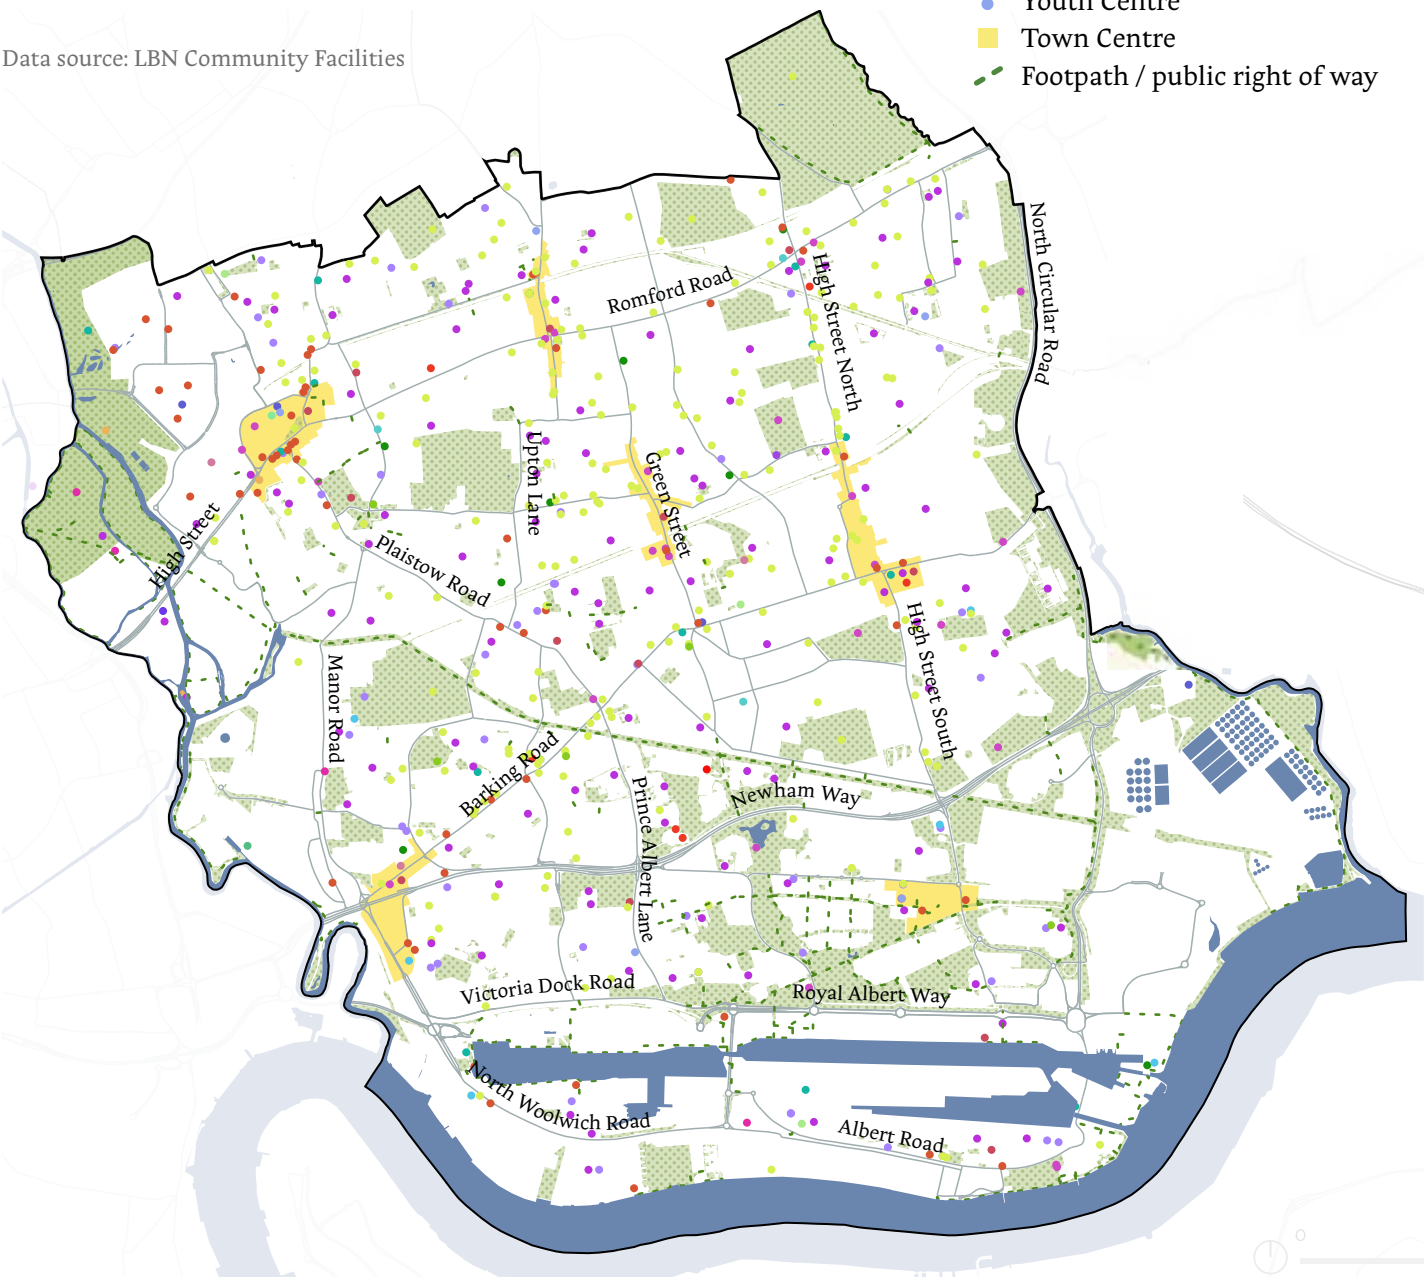 Youth Centre
Data source: LBN Community Facilities
Town Centre
Footpath / public right of way
North Circular Road
High Street North
Romford Road
Upton Lane
Green Street
High Street
Plaistow Road
High Street South
Manor Road
Barking Road
Prince Albert Lane
Newham Way
Victoria Dock Road
Royal Albert Way
North Woolwich Road
Albert Road